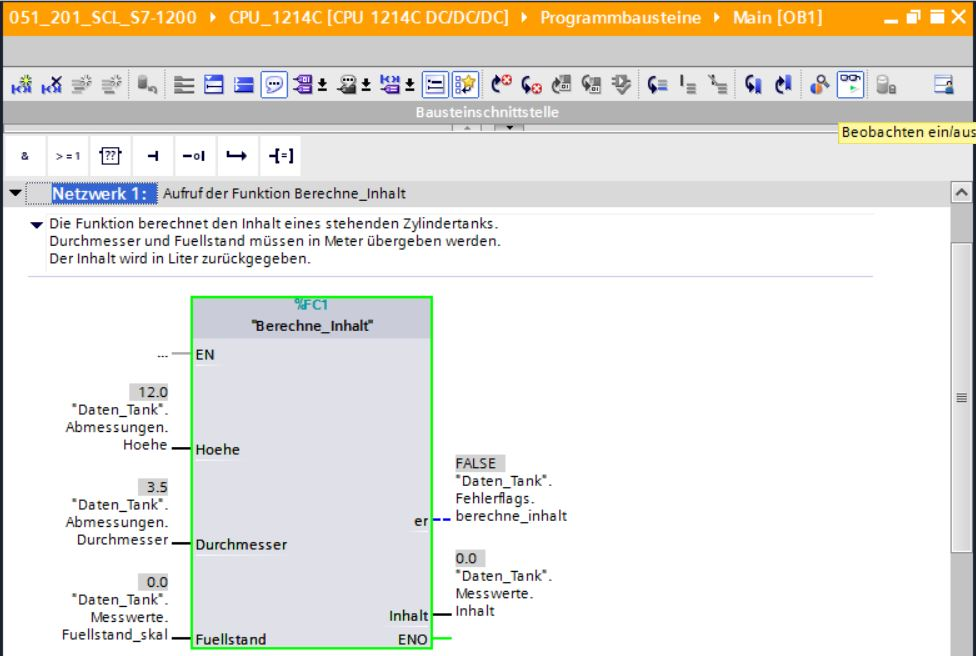 051_201_SCL_S7-1200 ▸ CPU_1214C [CPU 1214C DC/DC/DC] ▸ Programmbausteine ▸ Main [OB1]
Bausteinschnittstelle
Beobachten ein/aus
& >=1 ??
Netzwerk 1: Aufruf der Funktion Berechne_Inhalt
Die Funktion berechnet den Inhalt eines stehenden Zylindertanks.
Durchmesser und Fuellstand müssen in Meter übergeben werden.
Der Inhalt wird in Liter zurückgegeben.
%FC1
"Berechne_Inhalt"
... EN
12.0
"Daten_Tank".
Abmessungen.
Hoehe Hoehe
3.5
"Daten_Tank".
Abmessungen.
Durchmesser Durchmesser
0.0
"Daten_Tank".
Messwerte.
Fuellstand_skal Fuellstand
FALSE
"Daten_Tank".
Fehlerflags.
er berechne_inhalt
0.0
"Daten_Tank".
Messwerte.
Inhalt Inhalt
ENO